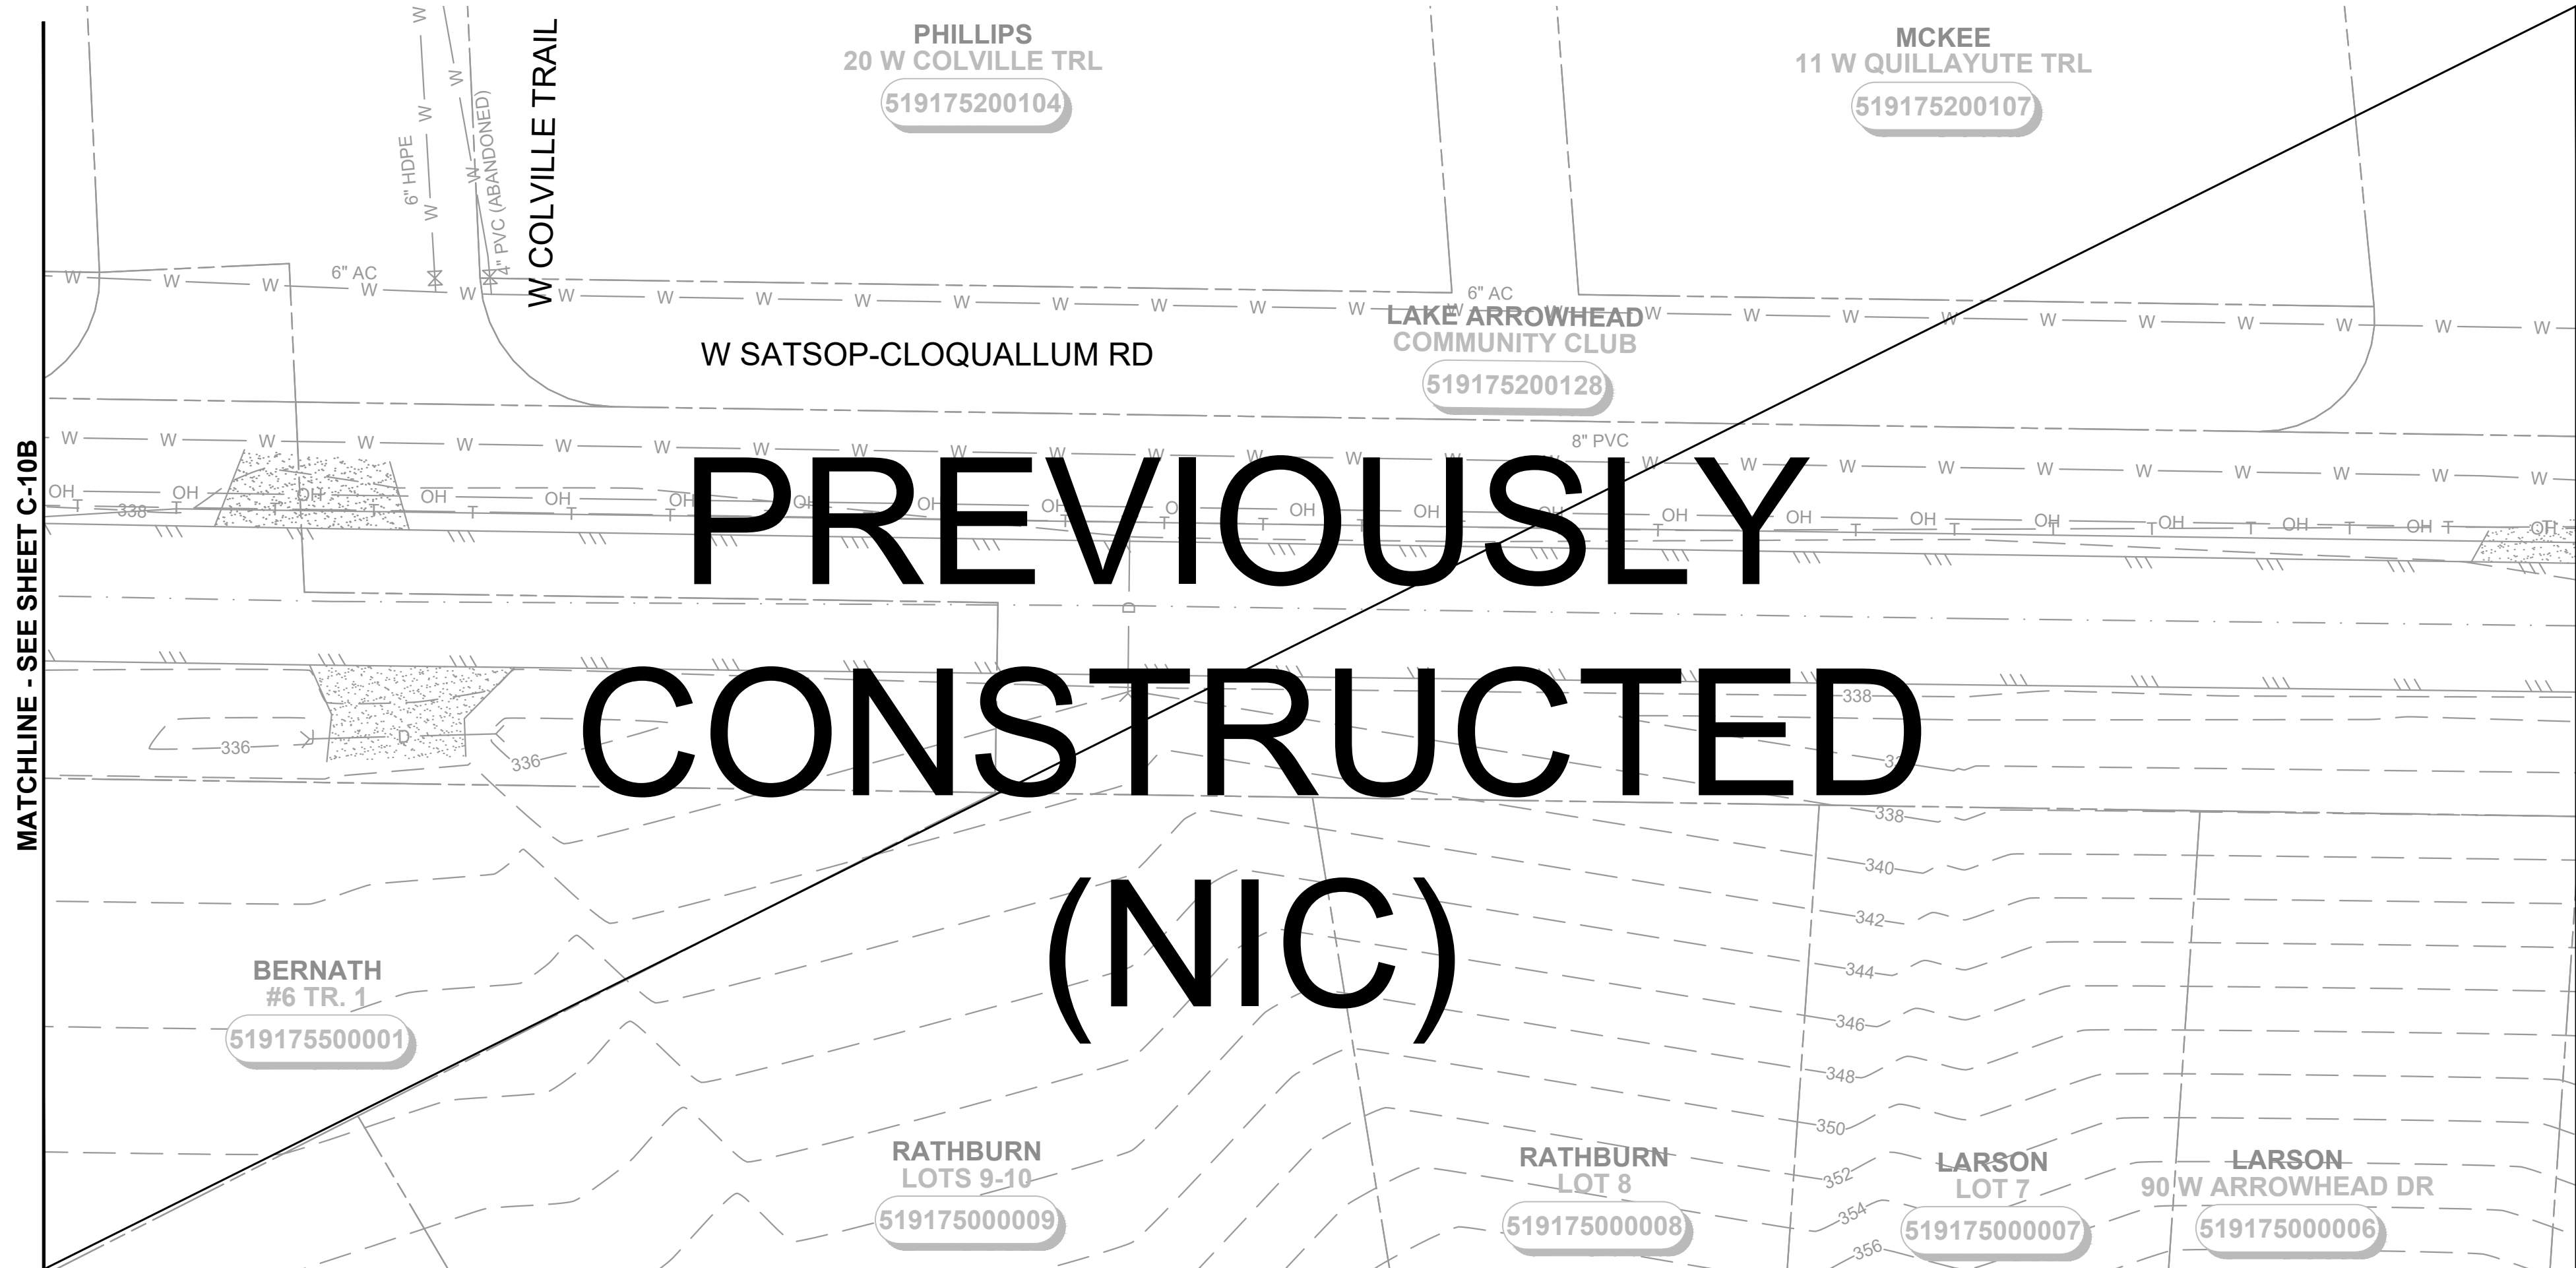 PHILLIPS
20 W COLVILLE TRL
519175200104
MCKEE
11 W QUILLAYUTE TRL
519175200107
W COLVILLE TRAIL
6" HDPE
4" PVC (ABANDONED)
6" AC
6" AC
LAKE ARROWHEAD
COMMUNITY CLUB
519175200128
W SATSOP-CLOQUALLUM RD
8" PVC
MATCHLINE - SEE SHEET C-10B
338
PREVIOUSLY
CONSTRUCTED
(NIC)
D
338
336
D
336
338
340
342
344
346
348
350
352
354
356
BERNATH
#6 TR. 1
519175500001
RATHBURN
LOTS 9-10
519175000009
RATHBURN
LOT 8
519175000008
LARSON
LOT 7
519175000007
LARSON
90 W ARROWHEAD DR
519175000006